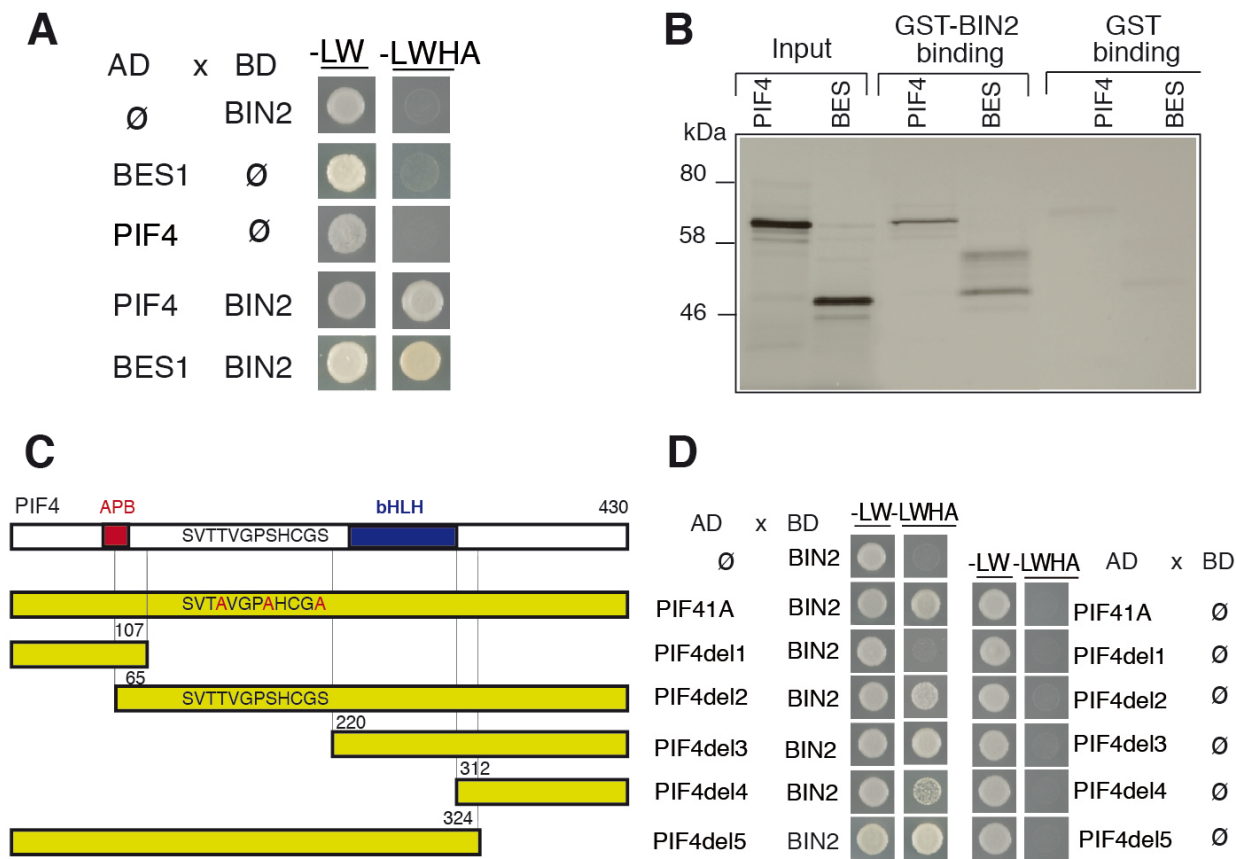 A
AD x BD -LW -LWHA
Ø BIN2
BES1 Ø
PIF4 Ø
PIF4 BIN2
BES1 BIN2
B
Input GST-BIN2 binding GST binding
PIF4 BES PIF4 BES PIF4 BES
kDa
80
58
46
C
PIF4 APB bHLH 430
SVTTVGPSHCGS
SVTAVGPAHCGA
107
65
SVTTVGPSHCGS
220
312
324
D
AD x BD -LW -LWHA
Ø BIN2
-LW -LWHA AD x BD
PIF41A BIN2 PIF41A Ø
PIF4del1 BIN2 PIF4del1 Ø
PIF4del2 BIN2 PIF4del2 Ø
PIF4del3 BIN2 PIF4del3 Ø
PIF4del4 BIN2 PIF4del4 Ø
PIF4del5 BIN2 PIF4del5 Ø